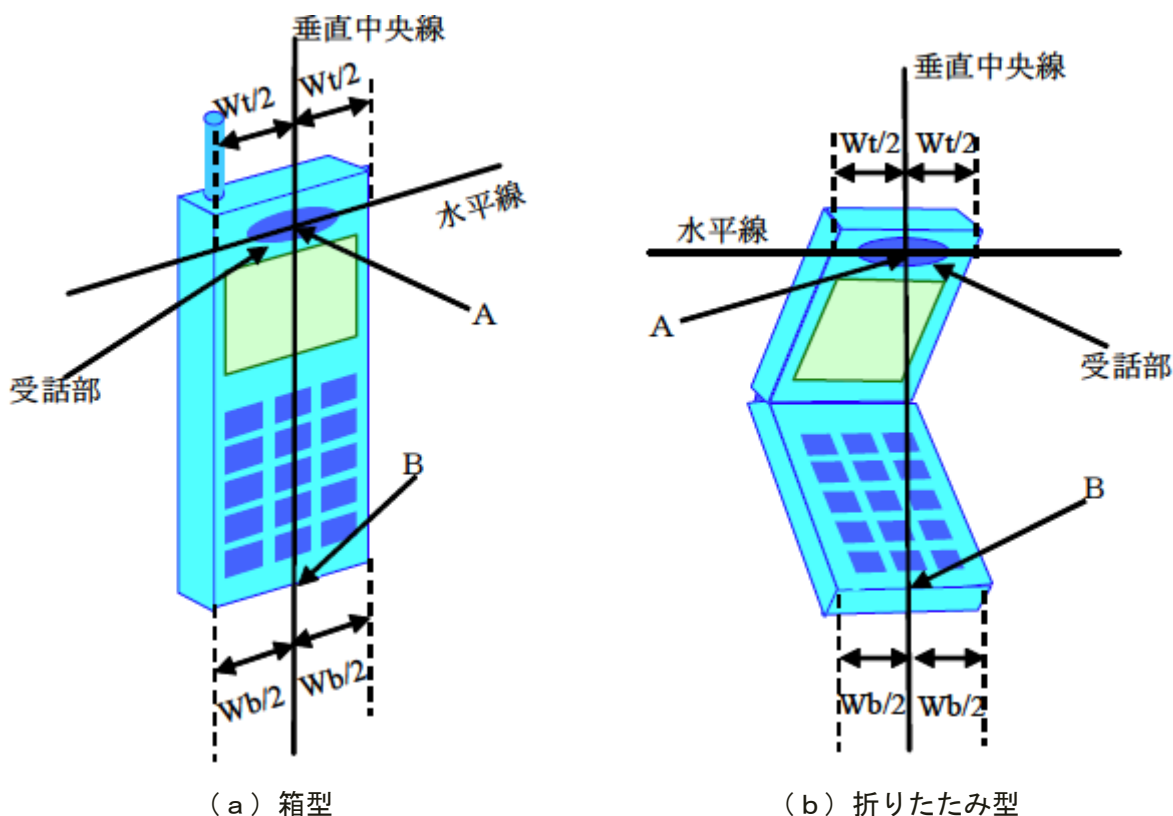 垂直中央線
Wt/2
Wt/2
水平線
A
受話部
B
Wb/2
Wb/2
（ａ）箱型
垂直中央線
Wt/2
Wt/2
水平線
A
受話部
B
Wb/2
Wb/2
（ｂ）折りたたみ型